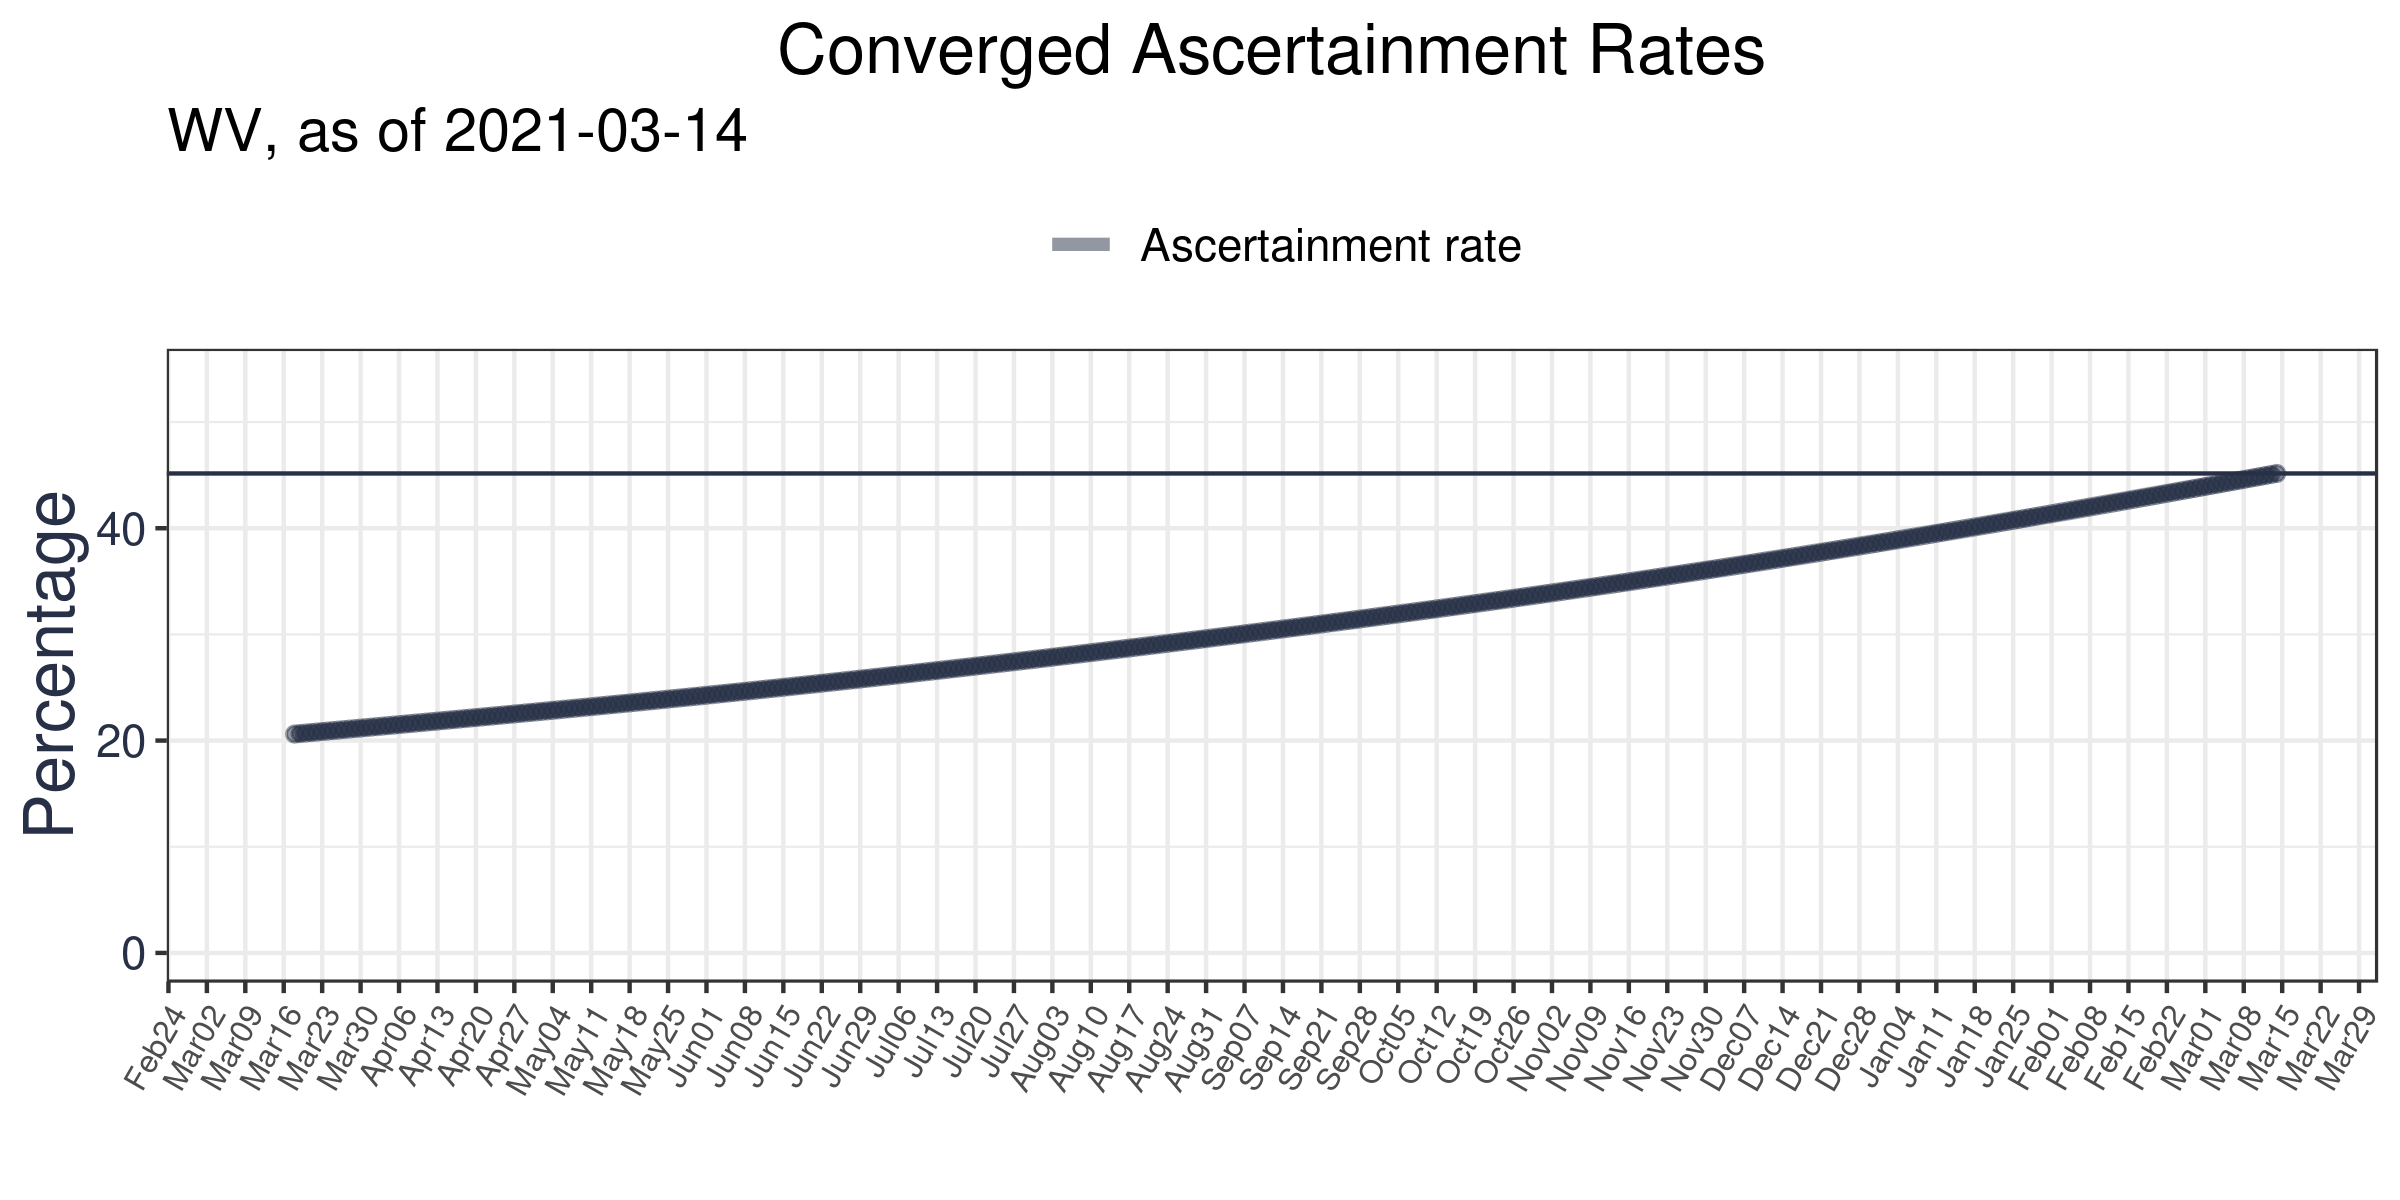 Converged Ascertainment Rates
WV, as of 2021-03-14
Ascertainment rate
Percentage
40
20
0
Feb24 Mar02 Mar09 Mar16 Mar23 Mar30 Apr06 Apr13 Apr20 Apr27 May04 May11 May18 May25 Jun01 Jun08 Jun15 Jun22 Jun29 Jul06 Jul13 Jul20 Jul27 Aug03 Aug10 Aug17 Aug24 Aug31 Sep07 Sep14 Sep21 Sep28 Oct05 Oct12 Oct19 Oct26 Nov02 Nov09 Nov16 Nov23 Nov30 Dec07 Dec14 Dec21 Dec28 Jan04 Jan11 Jan18 Jan25 Feb01 Feb08 Feb15 Feb22 Mar01 Mar08 Mar15 Mar22 Mar29